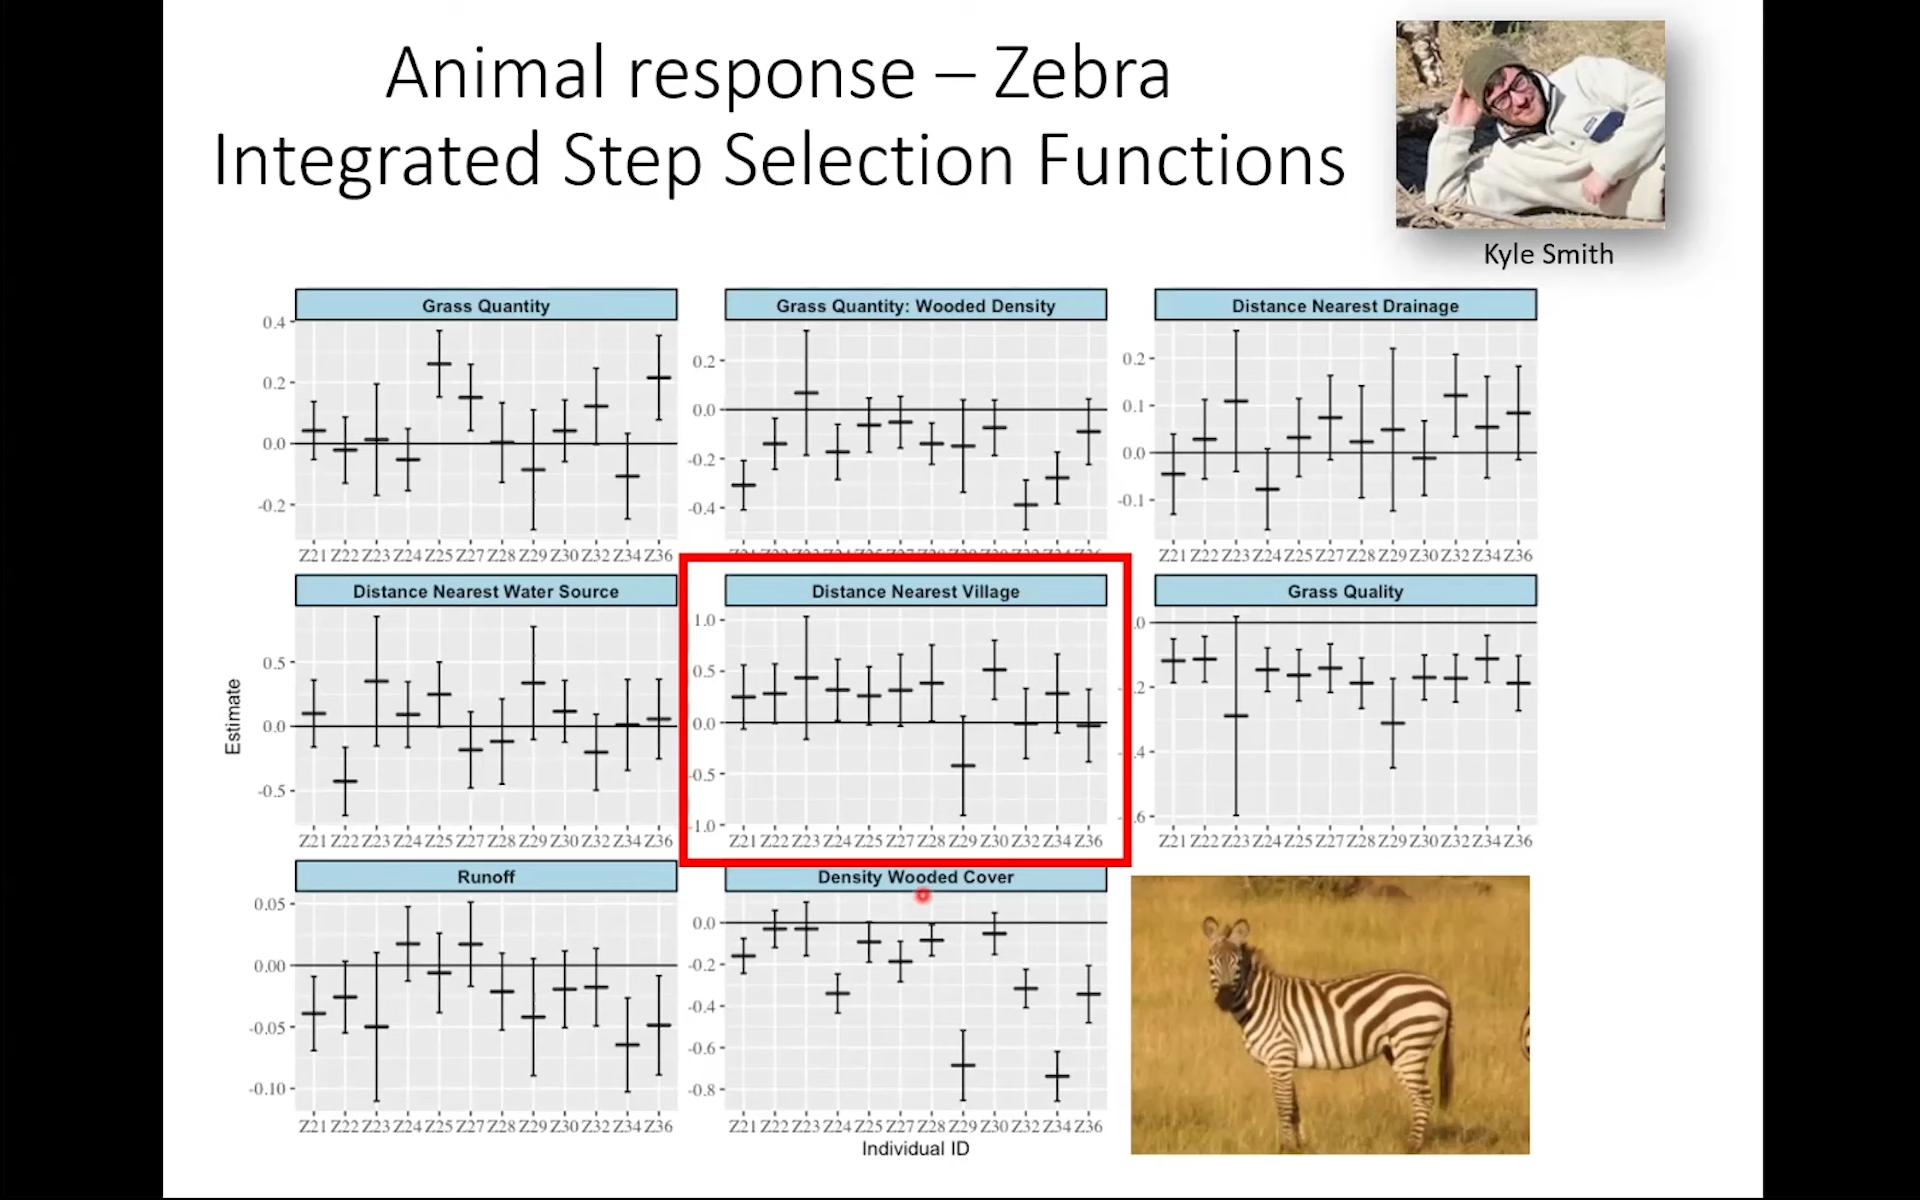 Animal response – Zebra
Integrated Step Selection Functions
Kyle Smith
Grass Quantity
0.4
0.2
0.0
-0.2
Z21 Z22 Z23 Z24 Z25 Z27 Z28 Z29 Z30 Z32 Z34 Z36
Grass Quantity: Wooded Density
0.2
0.0
-0.2
-0.4
Distance Nearest Drainage
0.2
0.1
0.0
-0.1
Z21 Z22 Z23 Z24 Z25 Z27 Z28 Z29 Z30 Z32 Z34 Z36
Estimate
Distance Nearest Water Source
0.5
0.0
-0.5
Z21 Z22 Z23 Z24 Z25 Z27 Z28 Z29 Z30 Z32 Z34 Z36
Distance Nearest Village
1.0
0.5
0.0
-0.5
-1.0
Z21 Z22 Z23 Z24 Z25 Z27 Z28 Z29 Z30 Z32 Z34 Z36
Grass Quality
.0
.2
.4
.6
Z21 Z22 Z23 Z24 Z25 Z27 Z28 Z29 Z30 Z32 Z34 Z36
Runoff
0.05
0.00
-0.05
-0.10
Z21 Z22 Z23 Z24 Z25 Z27 Z28 Z29 Z30 Z32 Z34 Z36
Density Wooded Cover
0.0
-0.2
-0.4
-0.6
-0.8
Z21 Z22 Z23 Z24 Z25 Z27 Z28 Z29 Z30 Z32 Z34 Z36
Individual ID